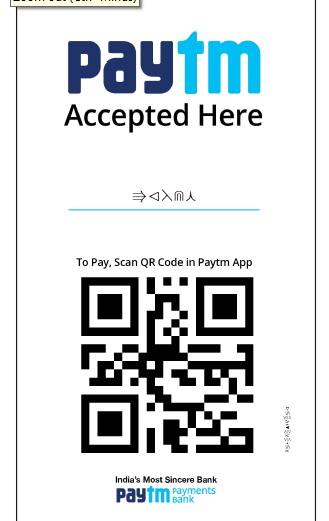 paytm
Accepted Here
To Pay, Scan QR Code in Paytm App
India's Most Sincere Bank
paytm payments
BANK